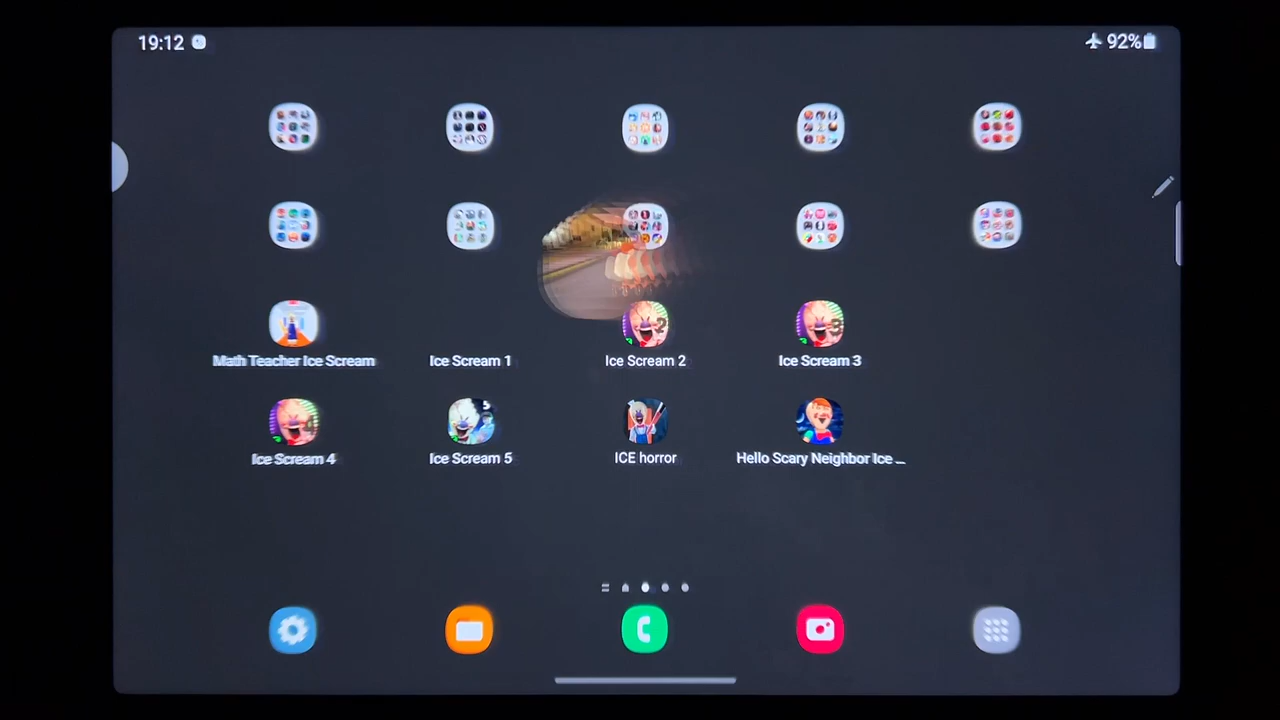 19:12
92%
Math Teacher Ice Scream
Ice Scream 1
Ice Scream 2
Ice Scream 3
Ice Scream 4
Ice Scream 5
ICE horror
Hello Scary Neighbor Ice ...